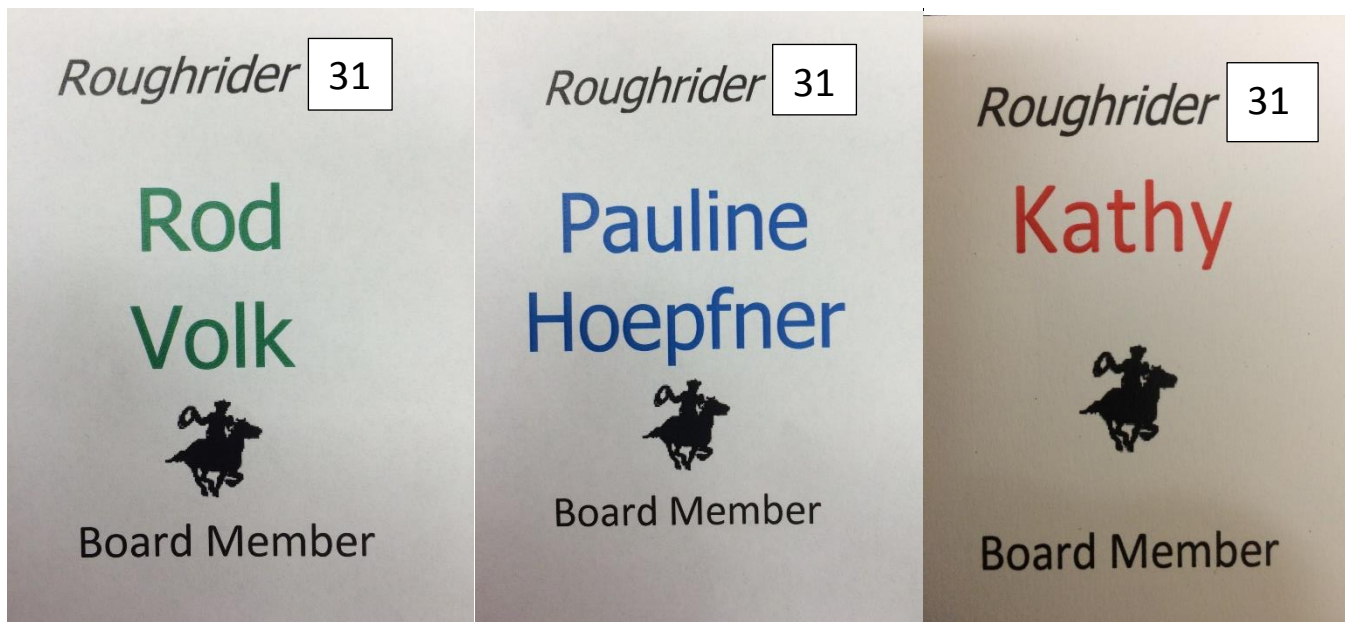 Roughrider 31
Rod
Volk
Board Member
Roughrider 31
Pauline
Hoepfner
Board Member
Roughrider 31
Kathy
Board Member